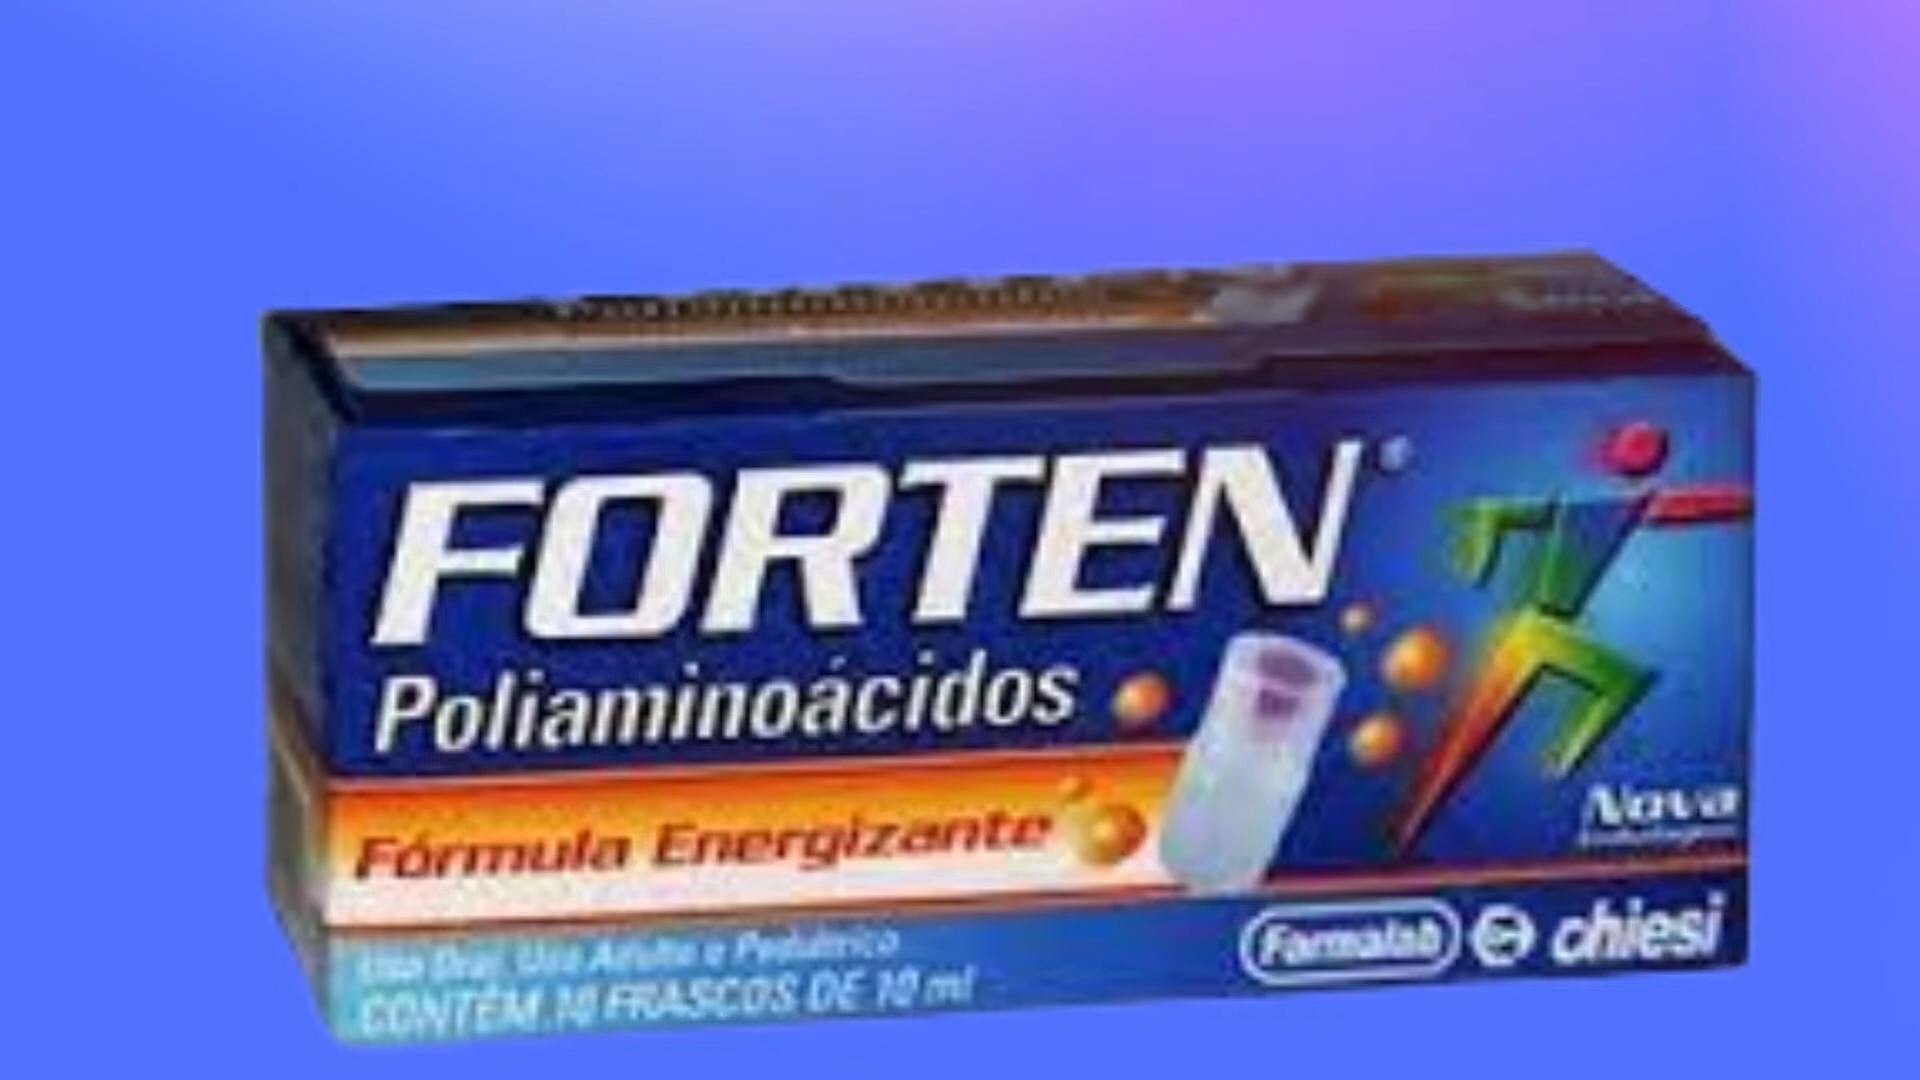 FORTEN®
Poliaminoácidos
Fórmula Energizante
Nova
Uso Oral, Uso Adulto e Pediátrico
CONTÉM 10 FRASCOS DE 10 ml
Farmalab chiesi